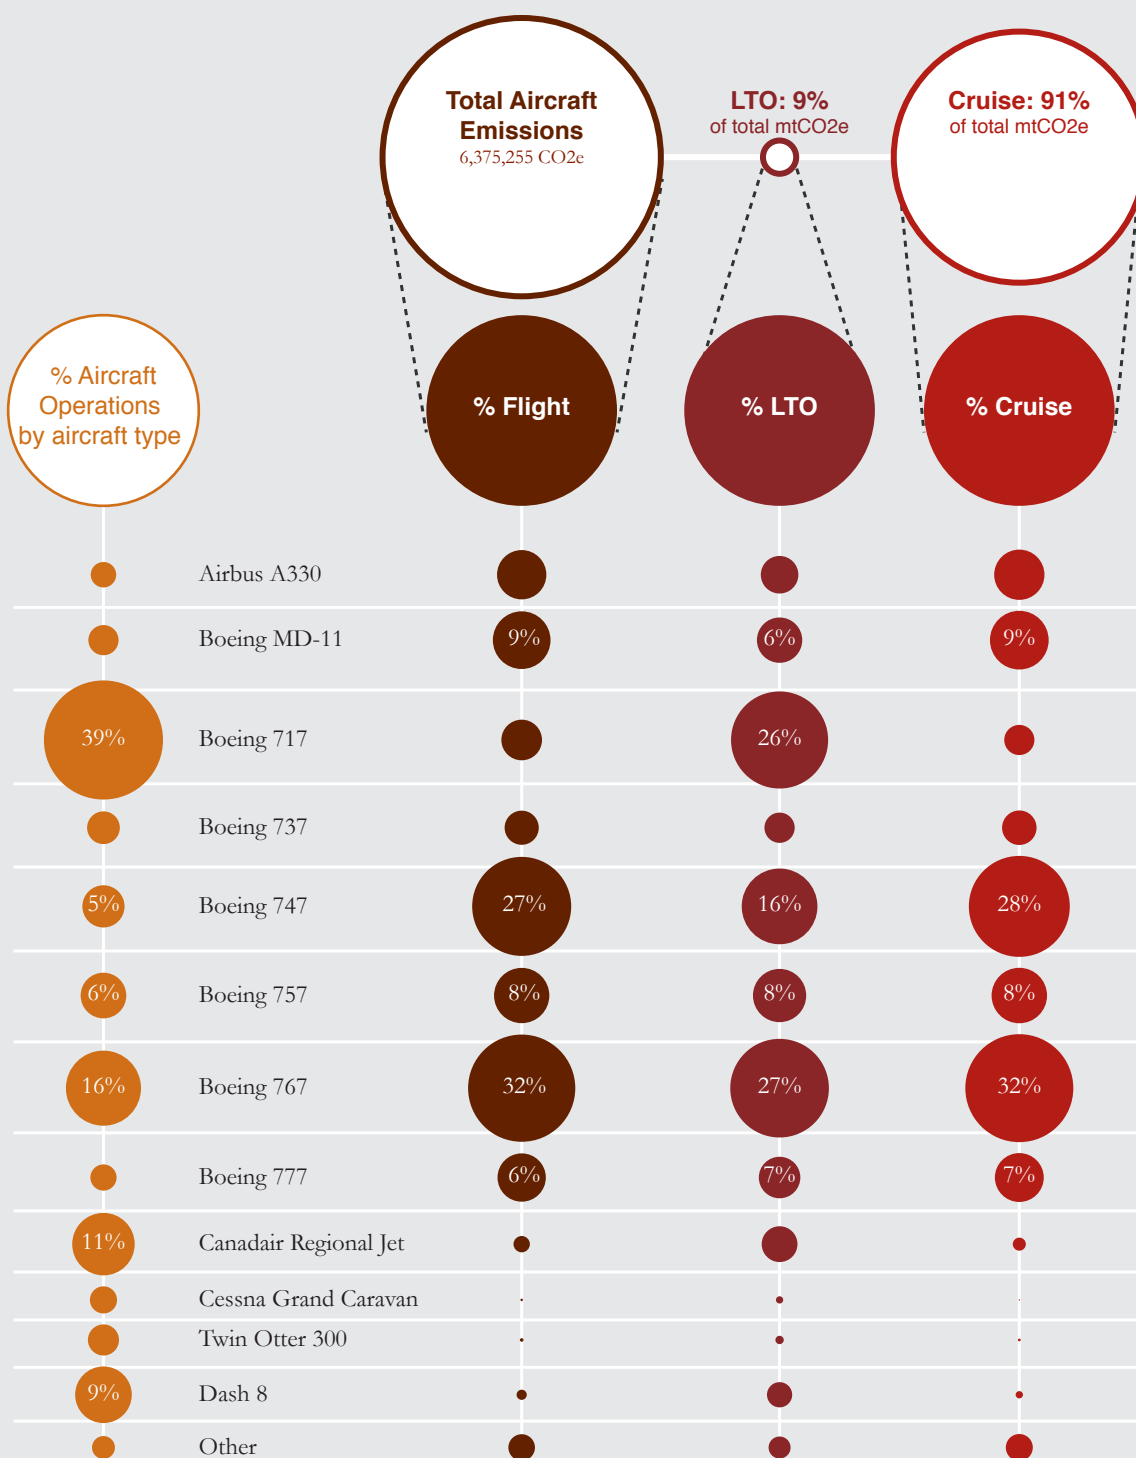 Total Aircraft
Emissions
6,375,255 CO2e
LTO: 9%
of total mtCO2e
Cruise: 91%
of total mtCO2e
% Aircraft
Operations
by aircraft type
% Flight
% LTO
% Cruise
Airbus A330
Boeing MD-11 9% 6% 9%
39% Boeing 717 26%
Boeing 737
5% Boeing 747 27% 16% 28%
6% Boeing 757 8% 8% 8%
16% Boeing 767 32% 27% 32%
Boeing 777 6% 7% 7%
11% Canadair Regional Jet
Cessna Grand Caravan
Twin Otter 300
9% Dash 8
Other